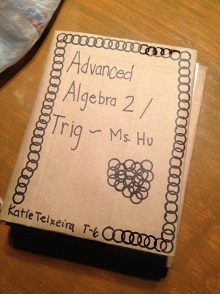 Advanced
Algebra 2 /
Trig ~ Ms. Hu
Katie Teixeira T-6